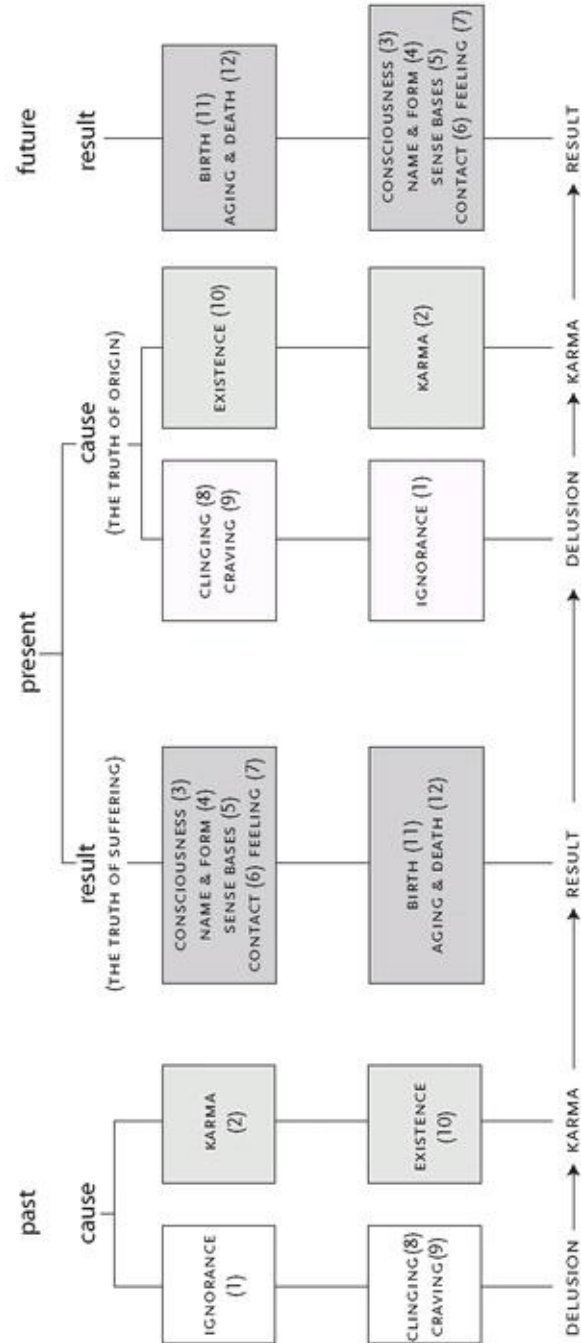 past
present
future
cause
result
(THE TRUTH OF SUFFERING)
cause
(THE TRUTH OF ORIGIN)
result
IGNORANCE
(1)
KARMA
(2)
CONSCIOUSNESS (3)
NAME & FORM (4)
SENSE BASES (5)
CONTACT (6) FEELING (7)
CLINGING (8)
CRAVING (9)
EXISTENCE (10)
BIRTH (11)
AGING & DEATH (12)
CLINGING (8)
CRAVING (9)
EXISTENCE
(10)
BIRTH (11)
AGING & DEATH (12)
IGNORANCE (1)
KARMA (2)
CONSCIOUSNESS (3)
NAME & FORM (4)
SENSE BASES (5)
CONTACT (6) FEELING (7)
DELUSION
KARMA
RESULT
DELUSION
KARMA
RESULT